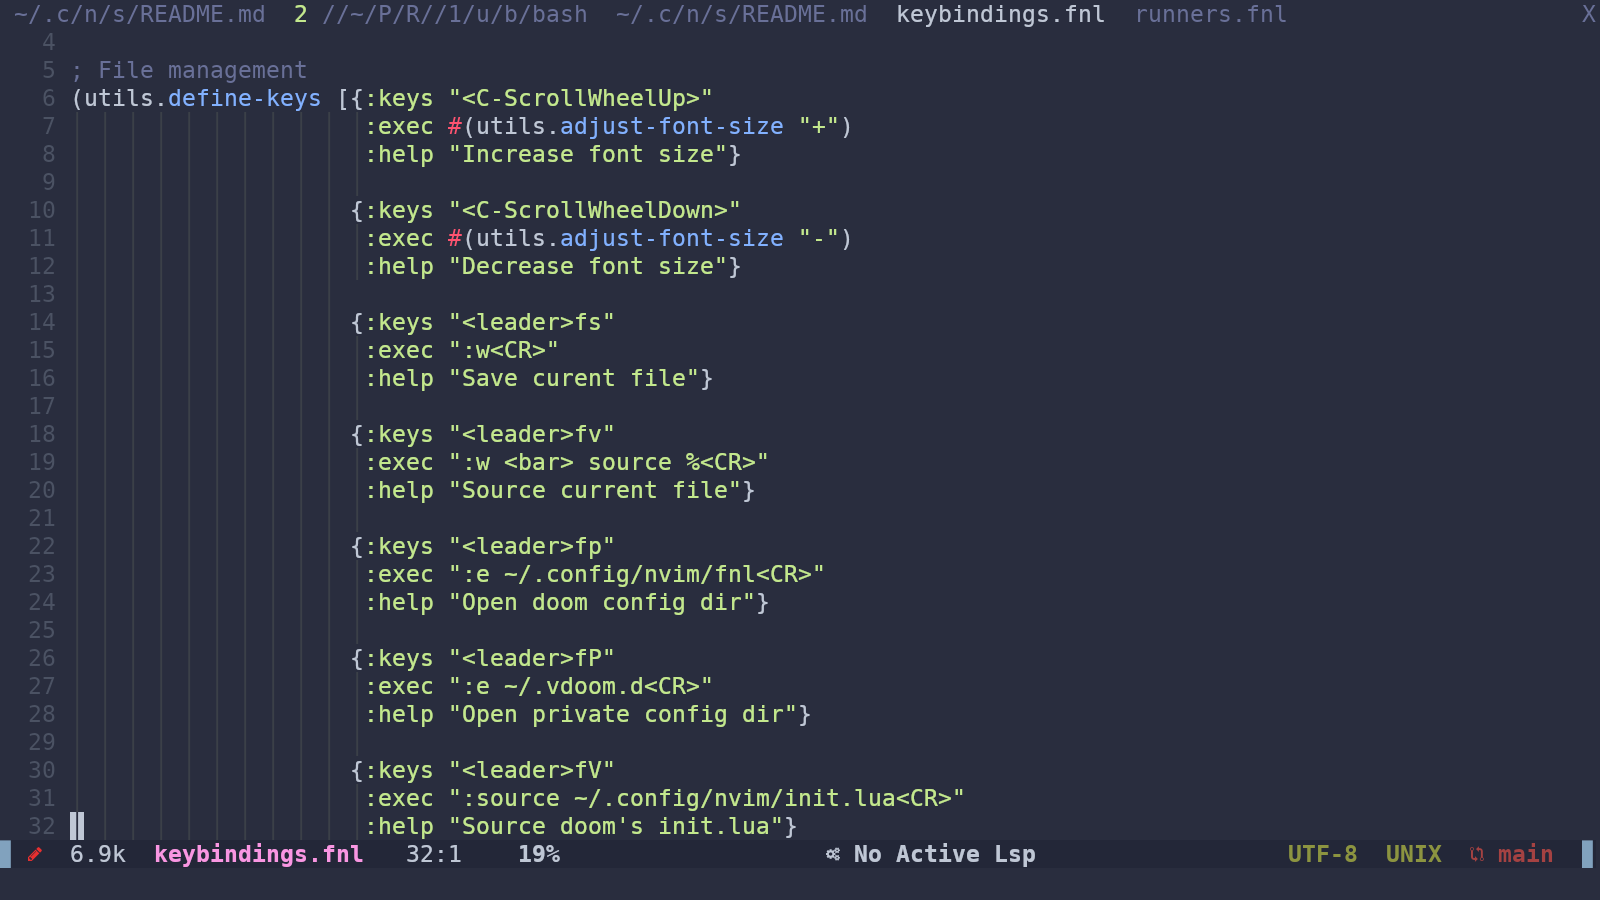 ~/.c/n/s/README.md 2 //~/P/R//1/u/b/bash ~/.c/n/s/README.md keybindings.fnl runners.fnl X
4
5 ; File management
6 (utils.define-keys [{:keys "<C-ScrollWheelUp>"
7 :exec #(utils.adjust-font-size "+")
8 :help "Increase font size"}
9
10 {:keys "<C-ScrollWheelDown>"
11 :exec #(utils.adjust-font-size "-")
12 :help "Decrease font size"}
13
14 {:keys "<leader>fs"
15 :exec ":w<CR>"
16 :help "Save curent file"}
17
18 {:keys "<leader>fv"
19 :exec ":w <bar> source %<CR>"
20 :help "Source current file"}
21
22 {:keys "<leader>fp"
23 :exec ":e ~/.config/nvim/fnl<CR>"
24 :help "Open doom config dir"}
25
26 {:keys "<leader>fP"
27 :exec ":e ~/.vdoom.d<CR>"
28 :help "Open private config dir"}
29
30 {:keys "<leader>fV"
31 :exec ":source ~/.config/nvim/init.lua<CR>"
32 :help "Source doom's init.lua"}
6.9k keybindings.fnl 32:1 19% No Active Lsp UTF-8 UNIX main